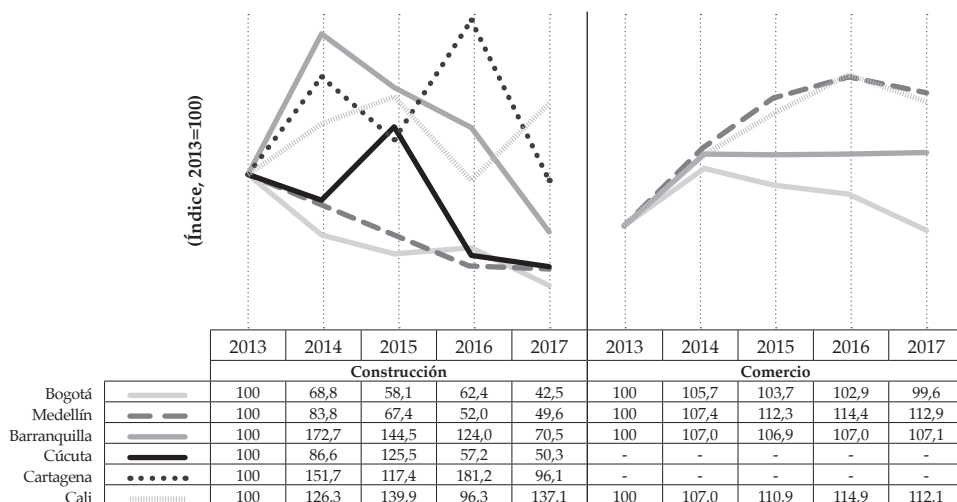 (Índice, 2013=100)
2013 2014 2015 2016 2017 2013 2014 2015 2016 2017
Construcción Comercio
Bogotá 100 68,8 58,1 62,4 42,5 100 105,7 103,7 102,9 99,6
Medellín 100 83,8 67,4 52,0 49,6 100 107,4 112,3 114,4 112,9
Barranquilla 100 172,7 144,5 124,0 70,5 100 107,0 106,9 107,0 107,1
Cúcuta 100 86,6 125,5 57,2 50,3 - - - - -
Cartagena 100 151,7 117,4 181,2 96,1 - - - - -
Cali 100 126,3 139,9 96,3 137,1 100 107,0 110,9 114,9 112,1